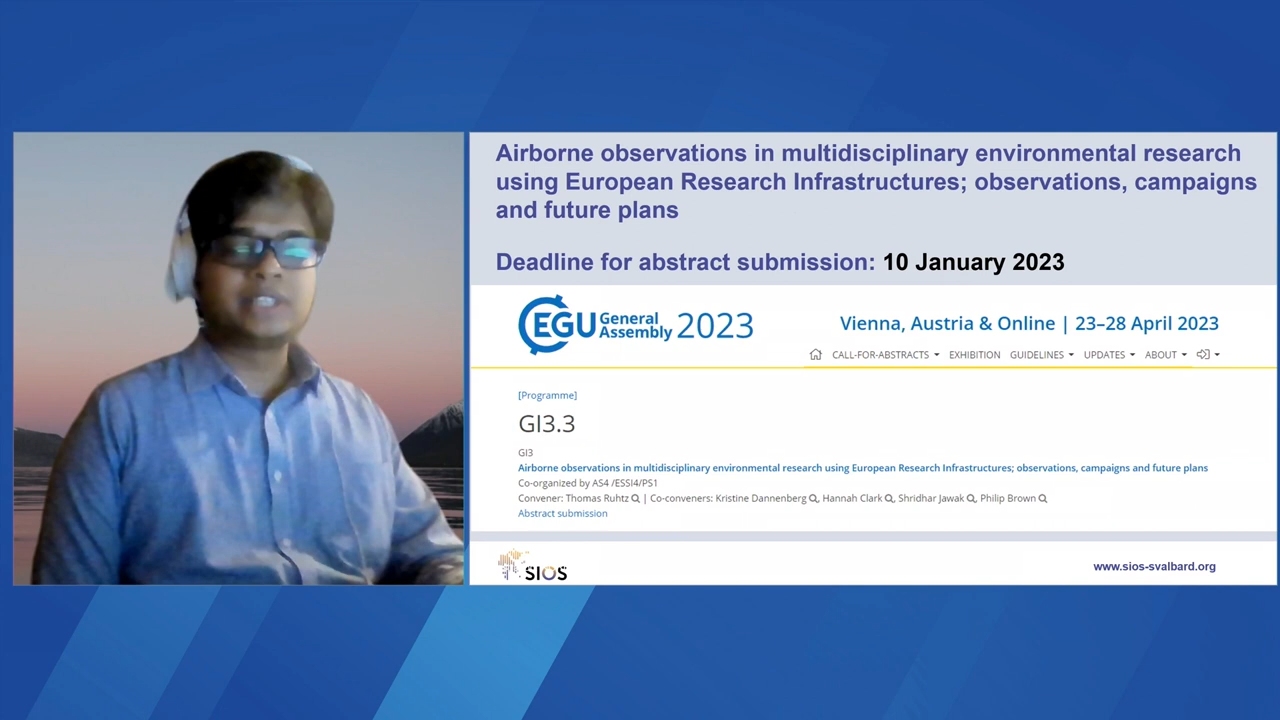 Airborne observations in multidisciplinary environmental research
using European Research Infrastructures; observations, campaigns
and future plans
Deadline for abstract submission: 10 January 2023
EGU General
Assembly 2023
Vienna, Austria & Online | 23–28 April 2023
CALL-FOR-ABSTRACTS EXHIBITION GUIDELINES UPDATES ABOUT
[Programme]
GI3.3
GI3
Airborne observations in multidisciplinary environmental research using European Research Infrastructures; observations, campaigns and future plans
Co-organized by AS4 /ESSI4/PS1
Convener: Thomas Ruhtz | Co-conveners: Kristine Dannenberg, Hannah Clark, Shridhar Jawak, Philip Brown
Abstract submission
SIOS
www.sios-svalbard.org